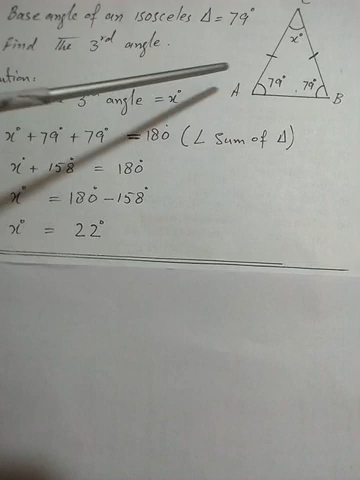 Base angle of an isosceles Δ = 79°
Find The 3rd angle.
C
x°
79° 79°
A B
angle = x°
x° + 79° + 79° = 180° (∠ Sum of Δ)
x° + 158° = 180°
x° = 180° - 158°
x° = 22°